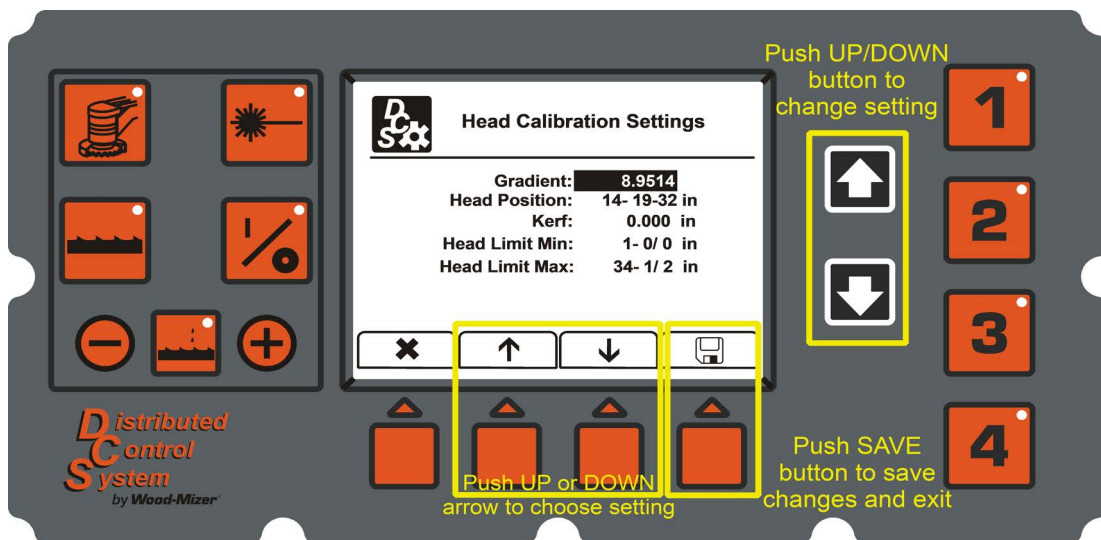 Push UP/DOWN
button to
change setting
1
DCS
Head Calibration Settings
Gradient: 8.9514
Head Position: 14- 19-32 in
2
Kerf: 0.000 in
Head Limit Min: 1- 0/ 0 in
Head Limit Max: 34- 1/ 2 in
3
Distributed
Control
System
by Wood-Mizer
4
Push UP or DOWN
arrow to choose setting
Push SAVE
button to save
changes and exit